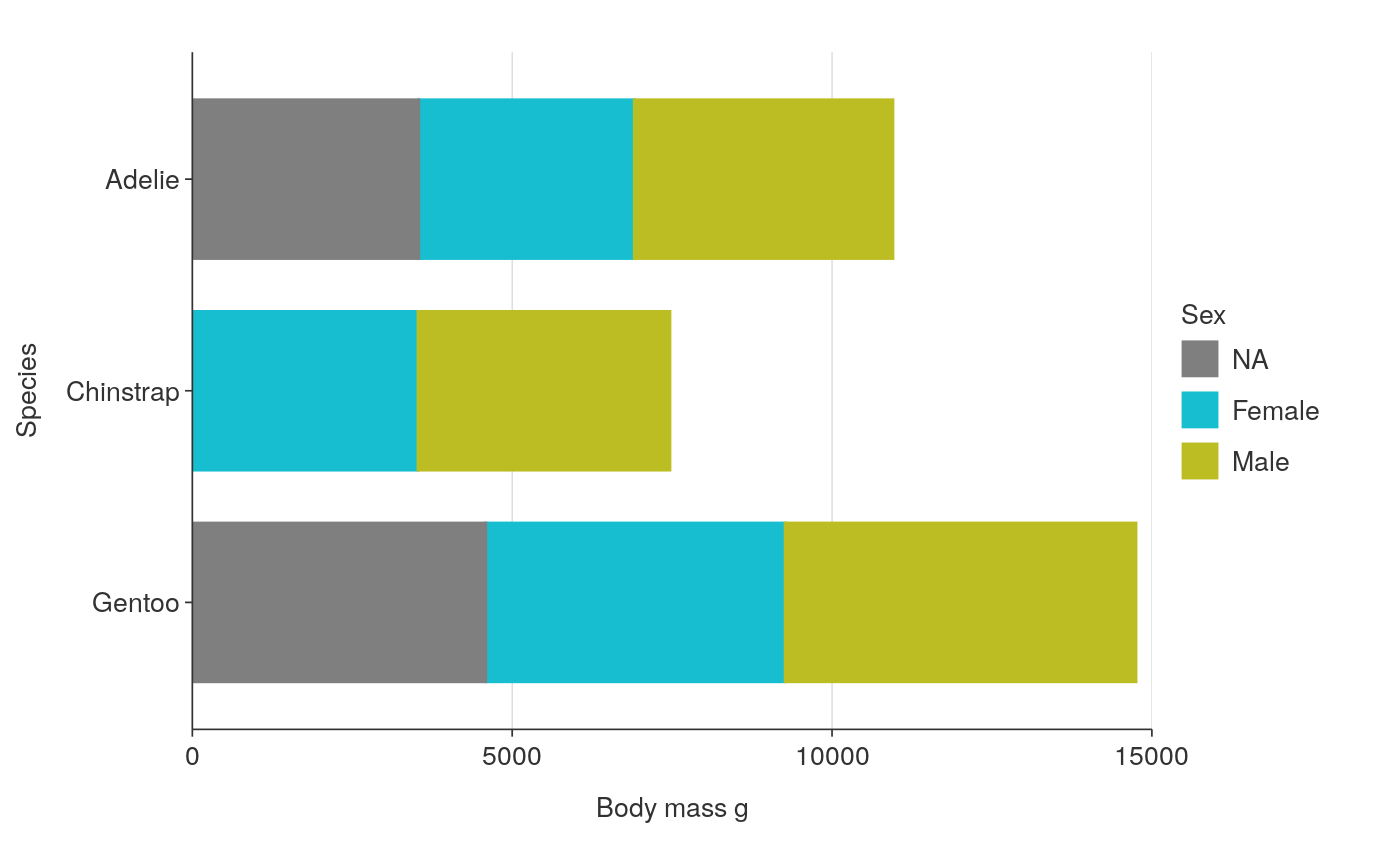 Adelie
Chinstrap
Gentoo
Species
0
5000
10000
15000
Body mass g
Sex
NA
Female
Male